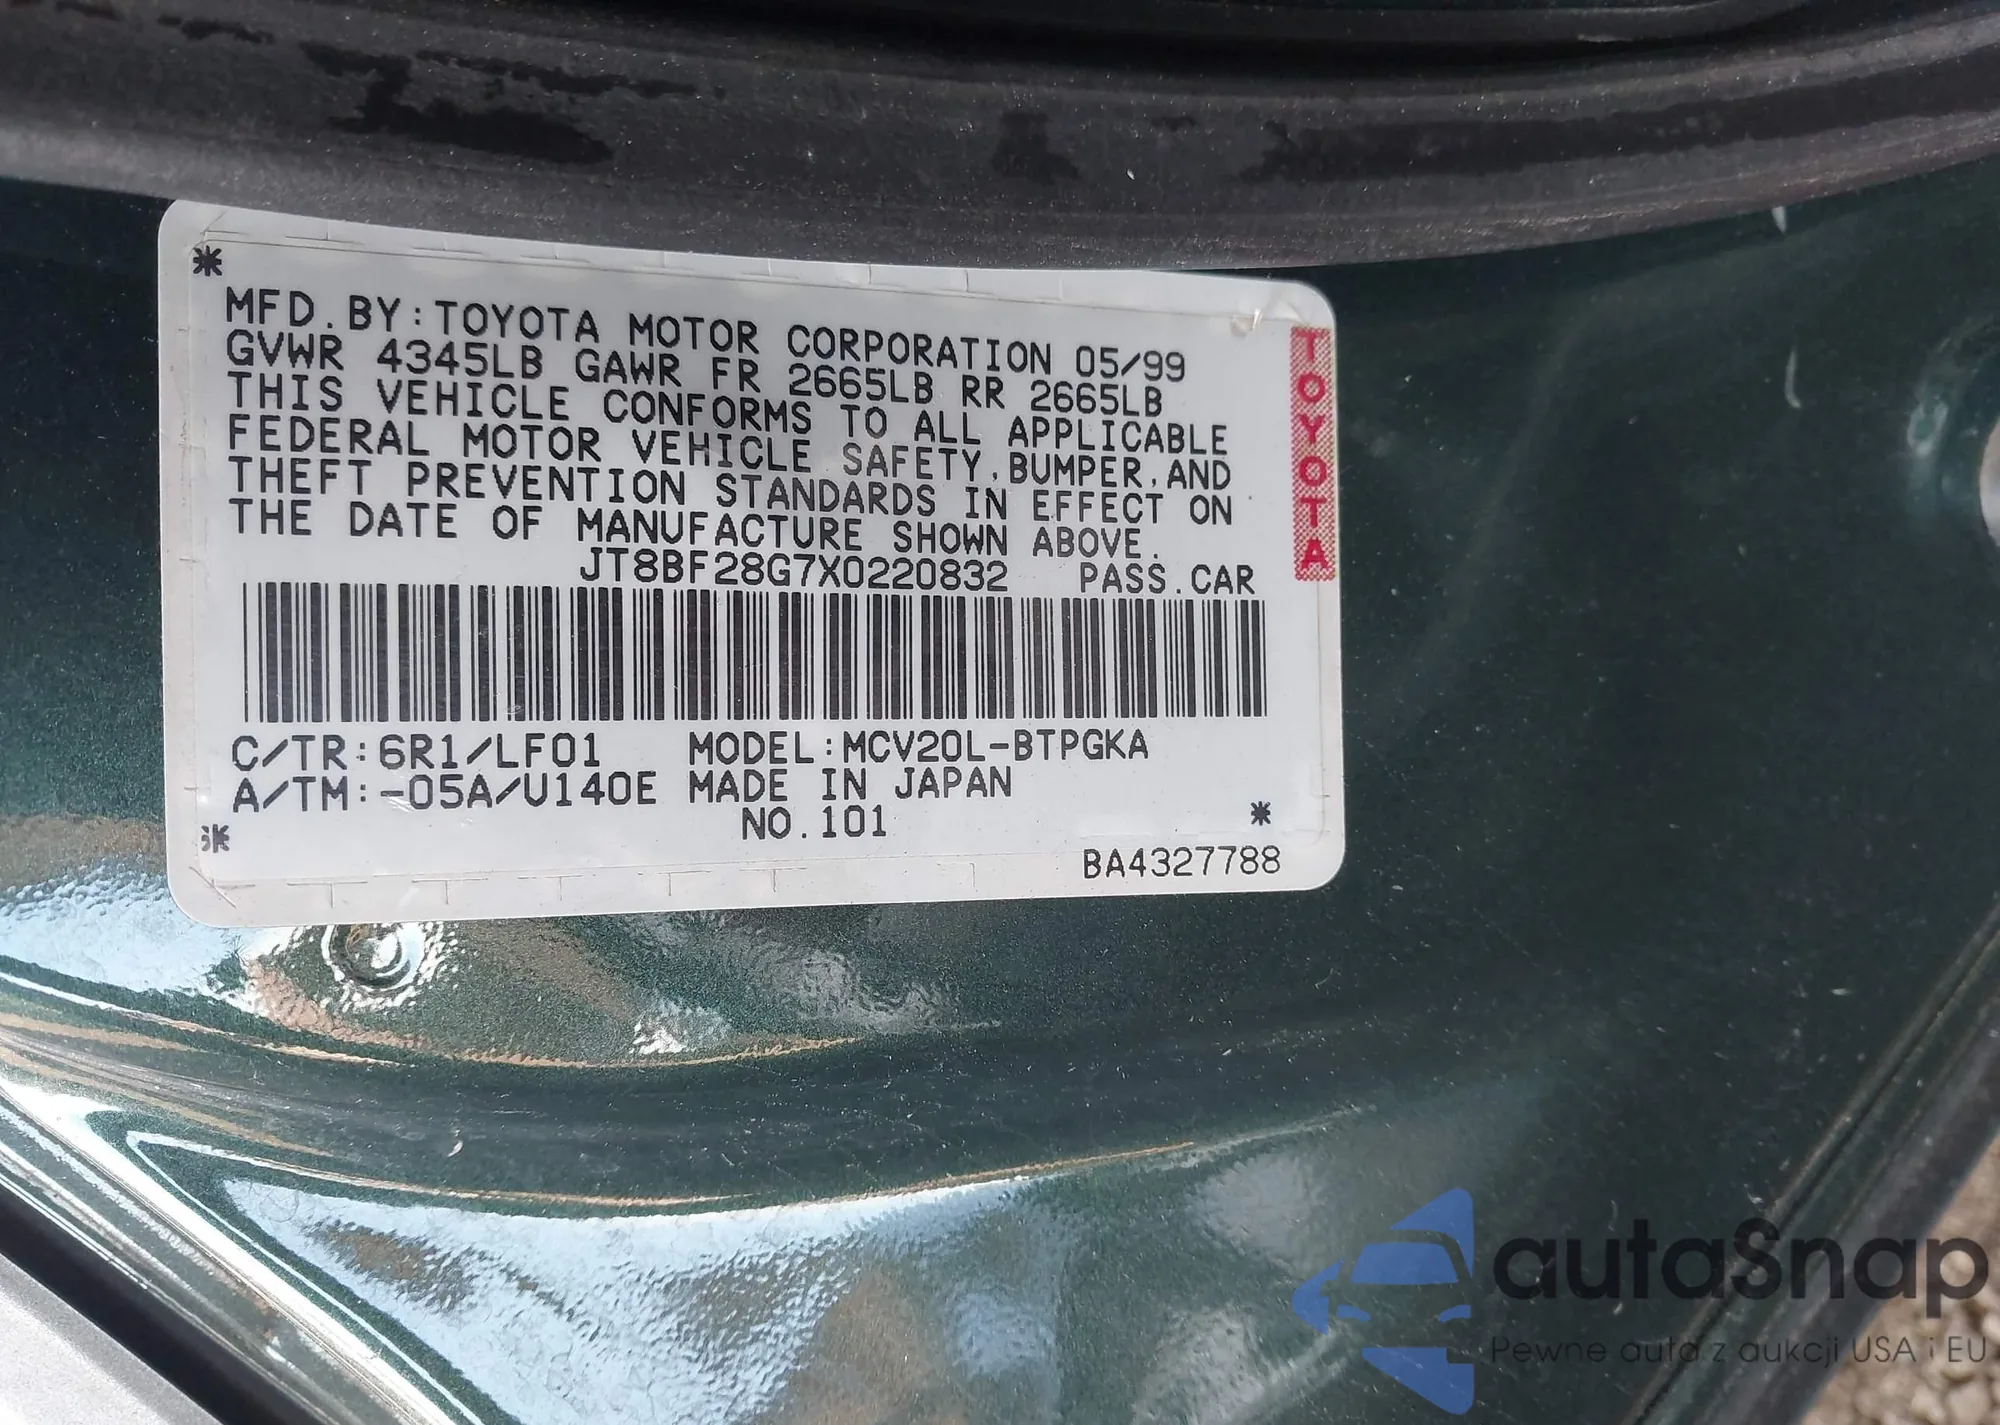 MFD.BY:TOYOTA MOTOR CORPORATION 05/99
GVWR 4345LB GAWR FR 2665LB RR 2665LB
THIS VEHICLE CONFORMS TO ALL APPLICABLE
FEDERAL MOTOR VEHICLE SAFETY,BUMPER,AND
THEFT PREVENTION STANDARDS IN EFFECT ON
THE DATE OF MANUFACTURE SHOWN ABOVE.
JT8BF28G7X0220832 PASS.CAR
C/TR:6R1/LF01 MODEL:MCV20L-BTPGKA
A/TM:-05A/U140E MADE IN JAPAN
NO.101
BA4327788
TOYOTA
autaSnap
Pewne auta z aukcji USA i EU